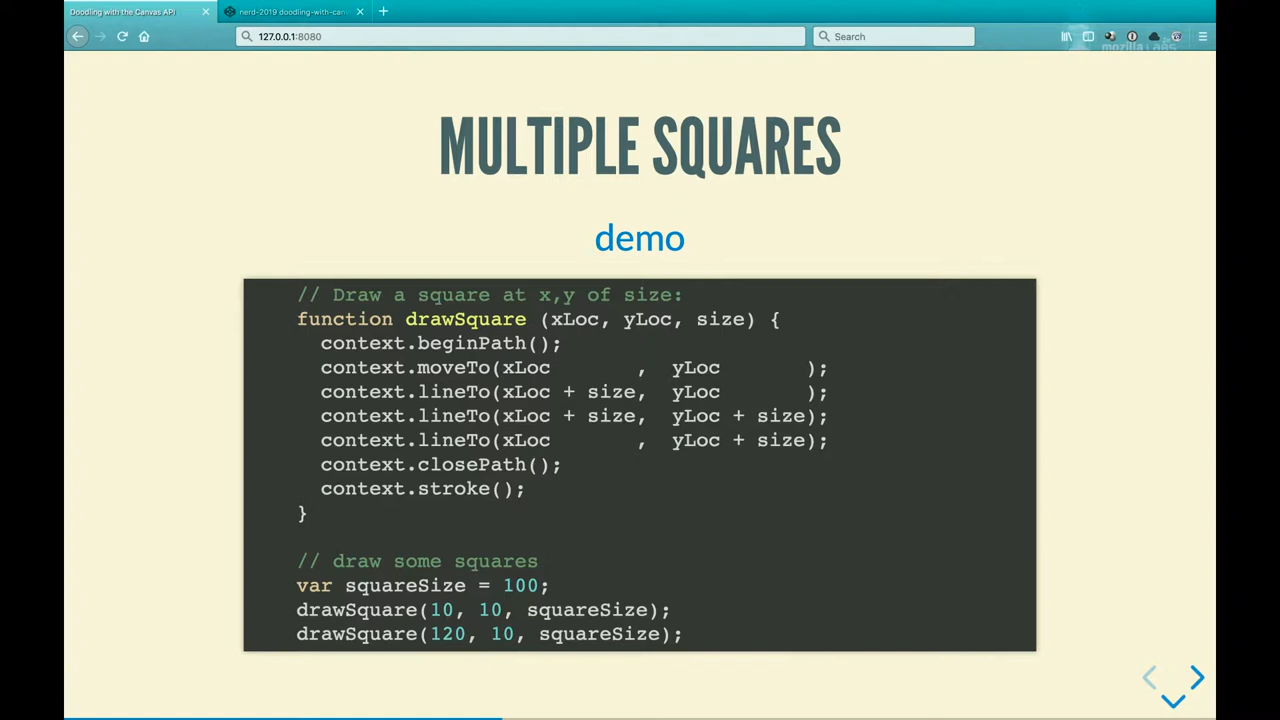 Doodling with the Canvas API
nerd-2019 doodling-with-can
127.0.0.1:8080
Search
mozilla LABS
MULTIPLE SQUARES
demo
// Draw a square at x,y of size:
function drawSquare (xLoc, yLoc, size) {
  context.beginPath();
  context.moveTo(xLoc       ,  yLoc       );
  context.lineTo(xLoc + size,  yLoc       );
  context.lineTo(xLoc + size,  yLoc + size);
  context.lineTo(xLoc       ,  yLoc + size);
  context.closePath();
  context.stroke();
}
// draw some squares
var squareSize = 100;
drawSquare(10, 10, squareSize);
drawSquare(120, 10, squareSize);